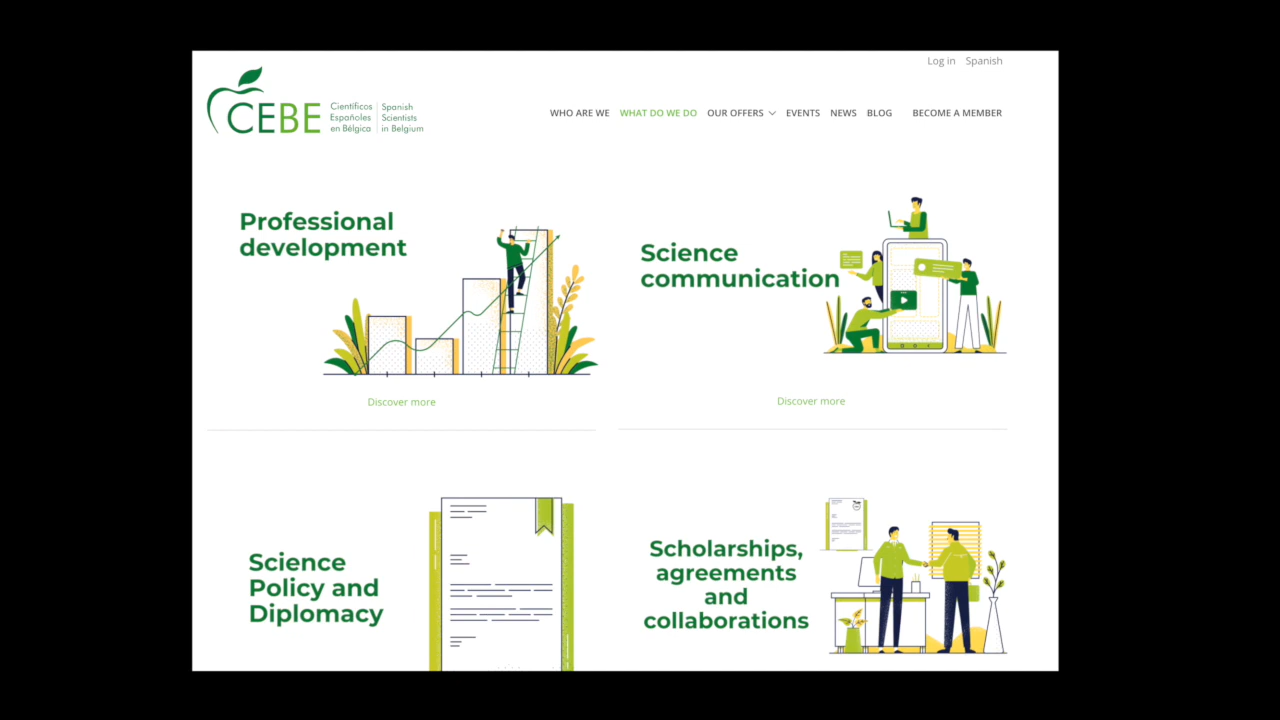 Log in Spanish
CEBE
Científicos
Españoles
en Bélgica
Spanish
Scientists
in Belgium
WHO ARE WE WHAT DO WE DO OUR OFFERS EVENTS NEWS BLOG BECOME A MEMBER
Professional
development
Science
communication
Discover more
Discover more
Science
Policy and
Diplomacy
Scholarships,
agreements
and
collaborations